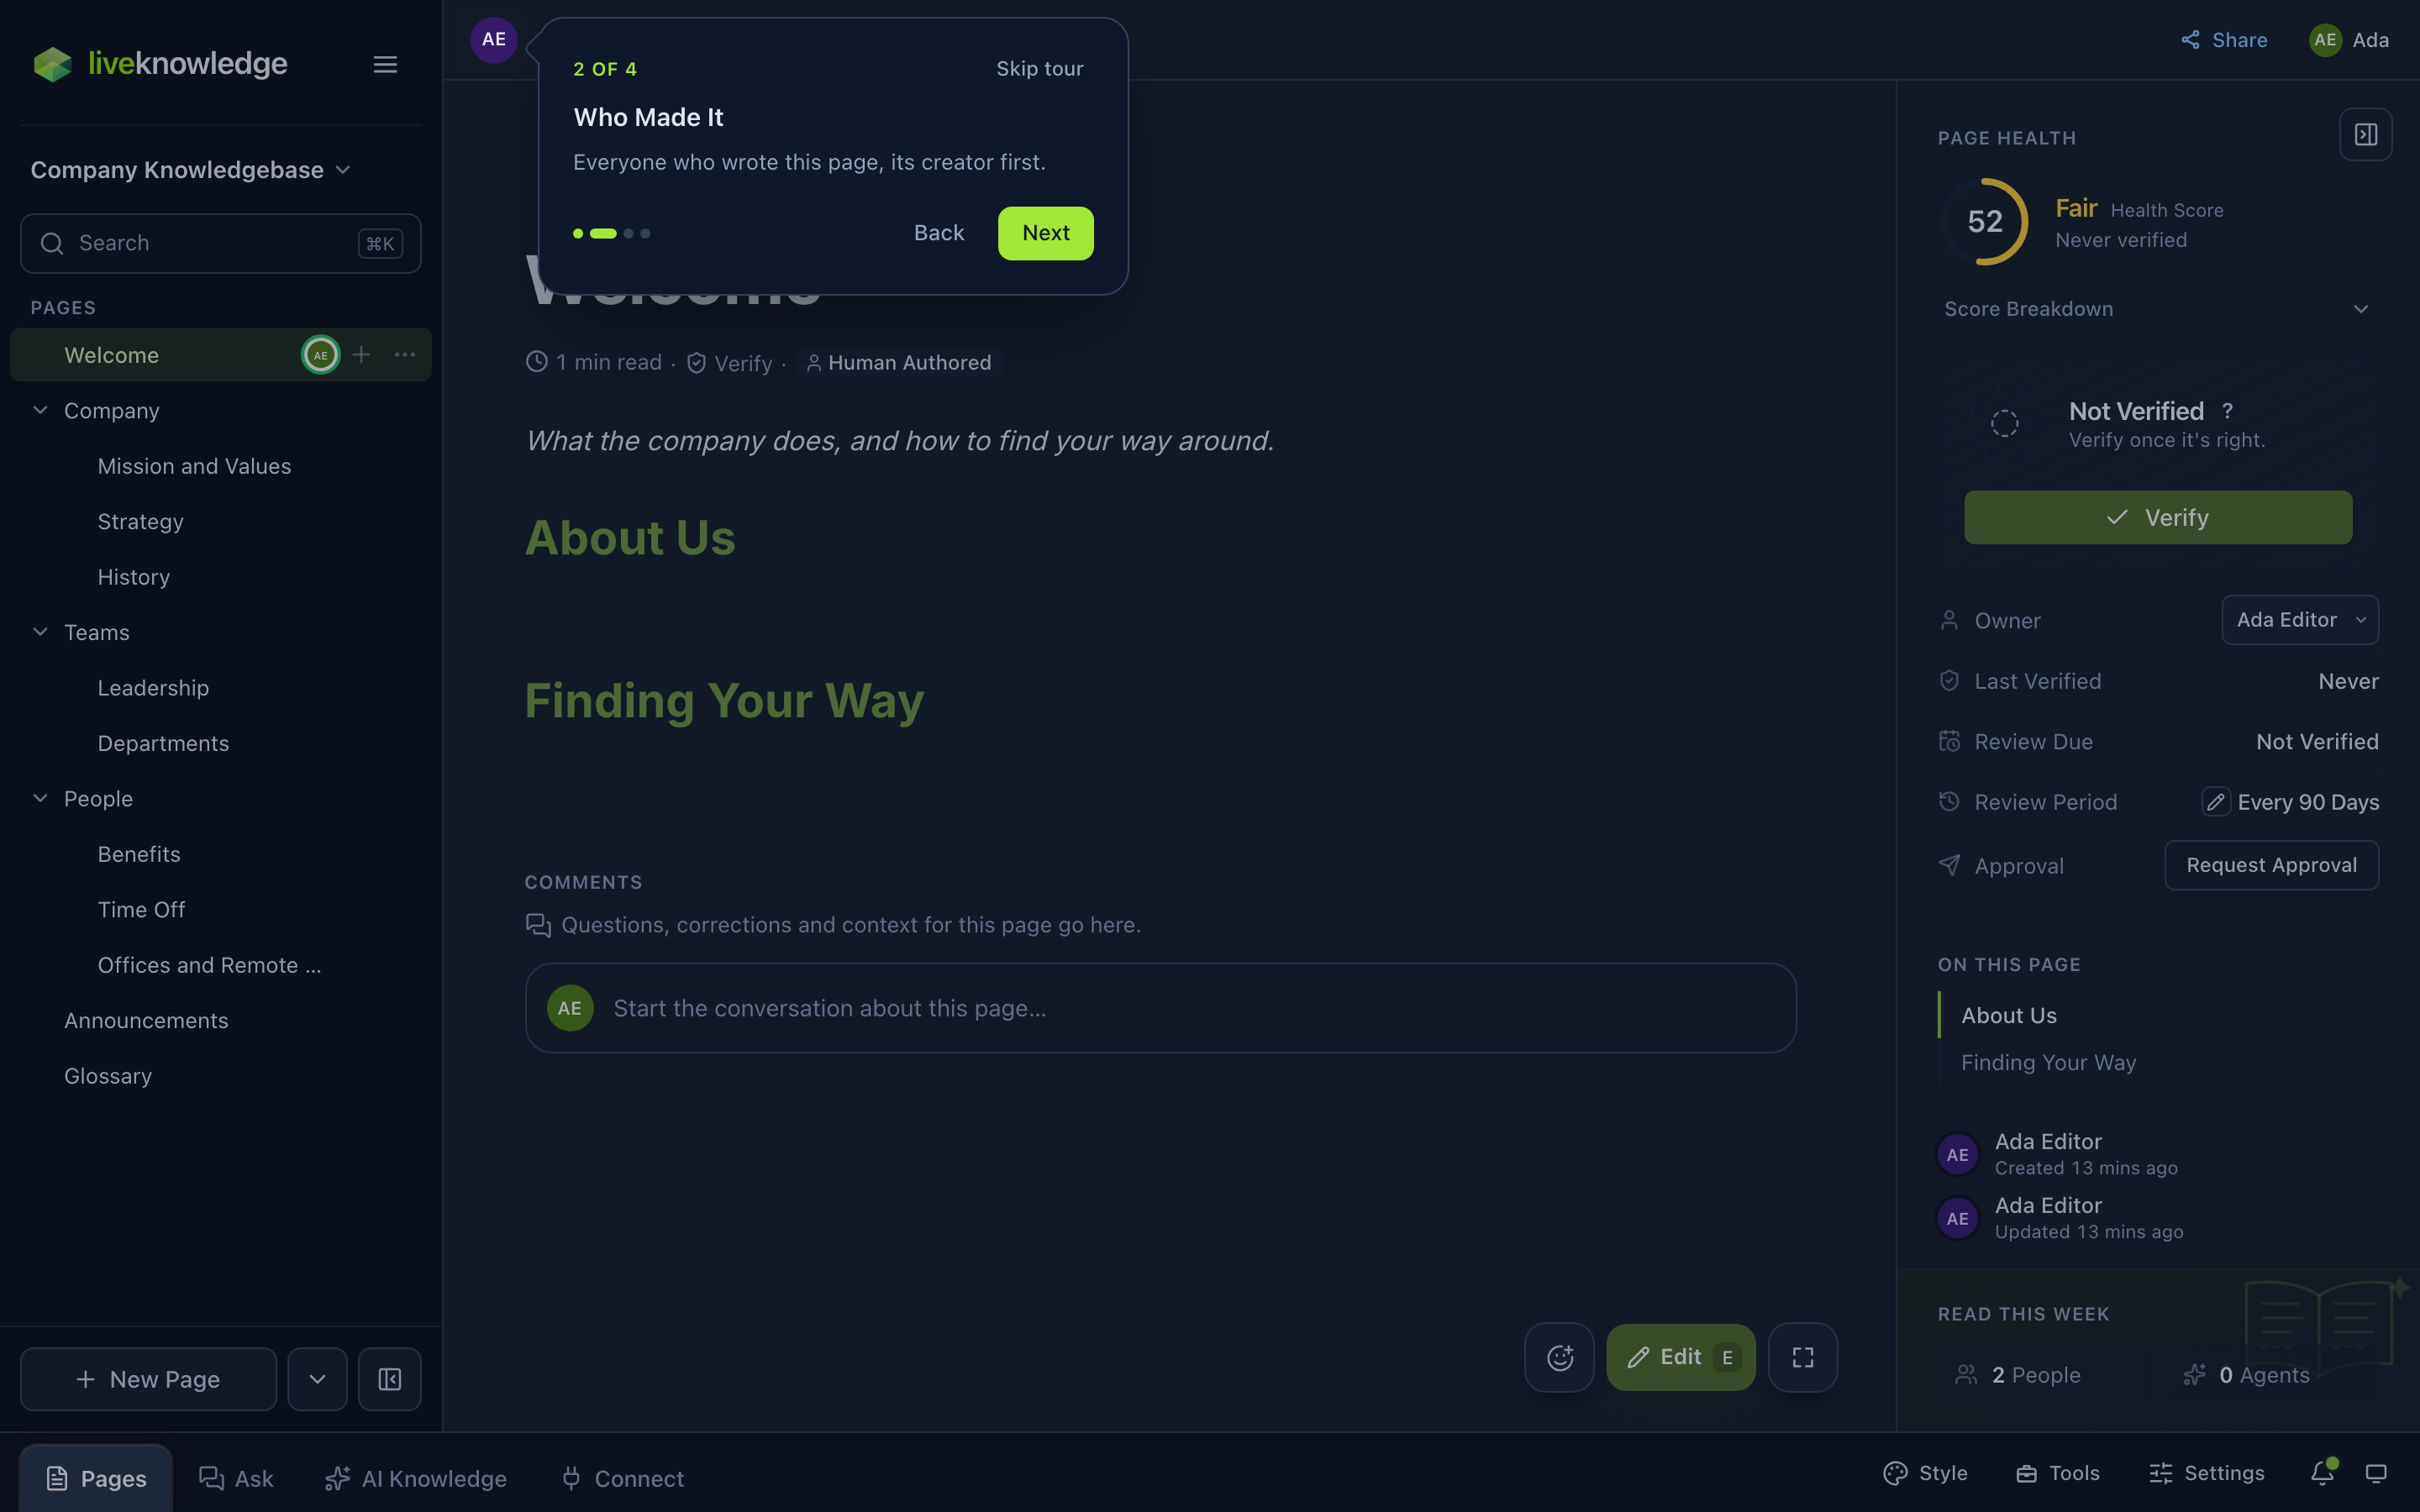 liveknowledge
Company Knowledgebase
Search ⌘K
PAGES
Welcome AE
Company
Mission and Values
Strategy
History
Teams
Leadership
Departments
People
Benefits
Time Off
Offices and Remote ...
Announcements
Glossary
New Page
AE
2 OF 4 Skip tour
Who Made It
Everyone who wrote this page, its creator first.
Back Next
Share AE Ada
Welcome
1 min read · Verify · Human Authored
What the company does, and how to find your way around.
About Us
Finding Your Way
COMMENTS
Questions, corrections and context for this page go here.
AE Start the conversation about this page...
Edit E
PAGE HEALTH
52 Fair Health Score
Never verified
Score Breakdown
Not Verified ?
Verify once it's right.
Verify
Owner Ada Editor
Last Verified Never
Review Due Not Verified
Review Period Every 90 Days
Approval Request Approval
ON THIS PAGE
About Us
Finding Your Way
AE Ada Editor
Created 13 mins ago
AE Ada Editor
Updated 13 mins ago
READ THIS WEEK
2 People 0 Agents
Pages Ask AI Knowledge Connect
Style Tools Settings